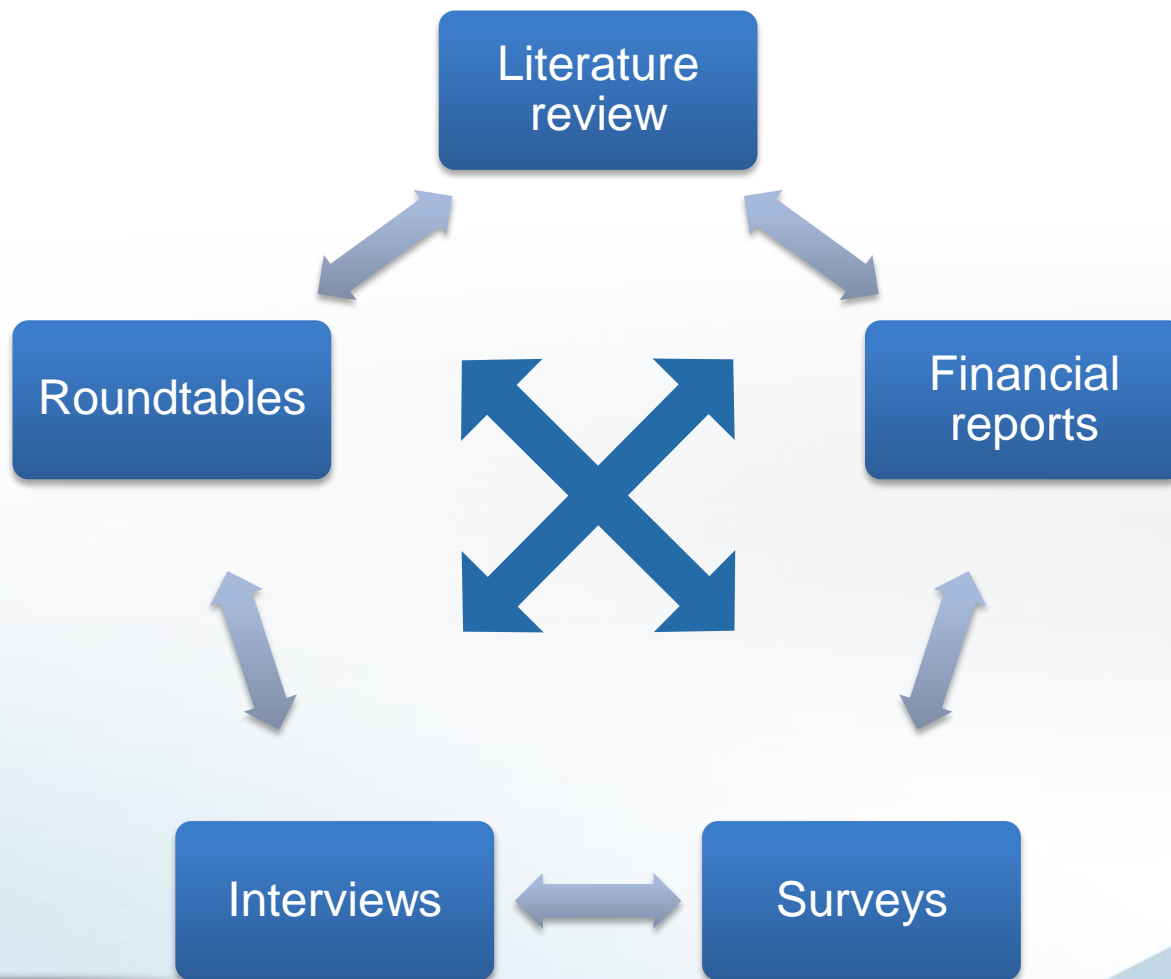 Literature
review
Roundtables
Financial
reports
Interviews
Surveys